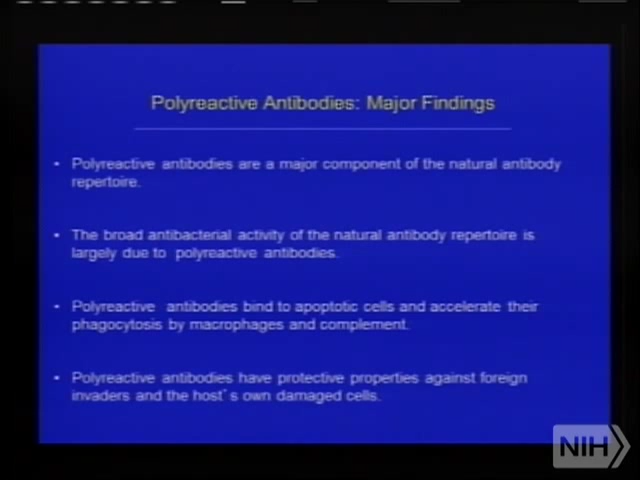 Polyreactive Antibodies: Major Findings
• Polyreactive antibodies are a major component of the natural antibody
repertoire.
• The broad antibacterial activity of the natural antibody repertoire is
largely due to polyreactive antibodies.
• Polyreactive antibodies bind to apoptotic cells and accelerate their
phagocytosis by macrophages and complement.
• Polyreactive antibodies have protective properties against foreign
invaders and the host's own damaged cells.
NIH